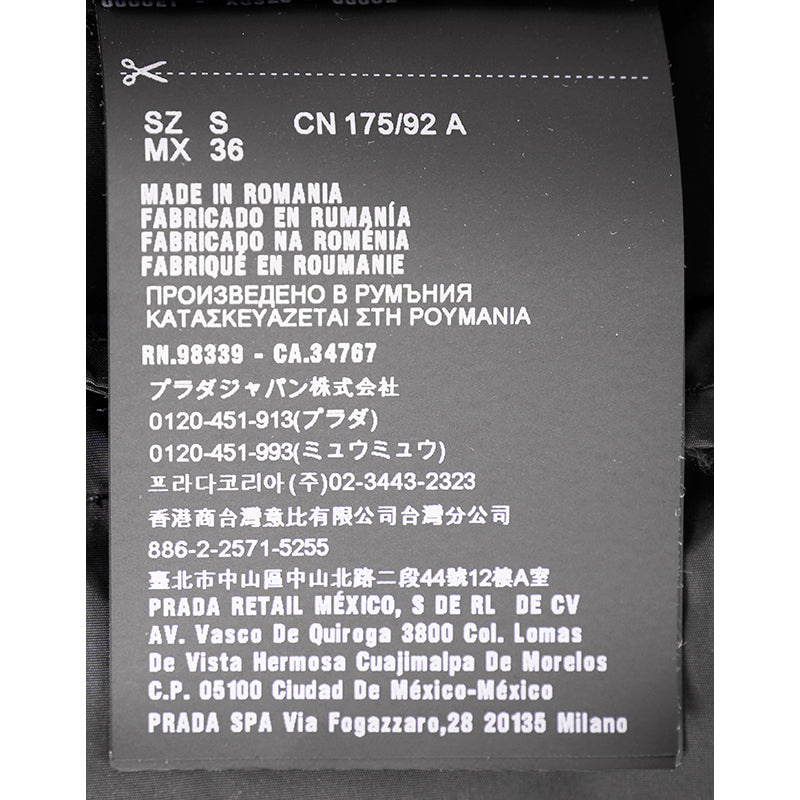 SZ S CN 175/92 A
MX 36
MADE IN ROMANIA
FABRICADO EN RUMANÍA
FABRICADO NA ROMÉNIA
FABRIQUÉ EN ROUMANIE
ПРОИЗВЕДЕНО В РУМЪНИЯ
ΚΑΤΑΣΚΕΥΑΖΕΤΑΙ ΣΤΗ ΡΟΥΜΑΝΙΑ
RN.98339 - CA.34767
プラダジャパン株式会社
0120-451-913(プラダ)
0120-451-993(ミュウミュウ)
프라다코리아(주)02-3443-2323
香港商台灣意比有限公司台灣分公司
886-2-2571-5255
臺北市中山區中山北路二段44號12樓A室
PRADA RETAIL MÉXICO, S DE RL DE CV
AV. Vasco De Quiroga 3800 Col. Lomas
De Vista Hermosa Cuajimalpa De Morelos
C.P. 05100 Ciudad De México-México
PRADA SPA Via Fogazzaro,28 20135 Milano